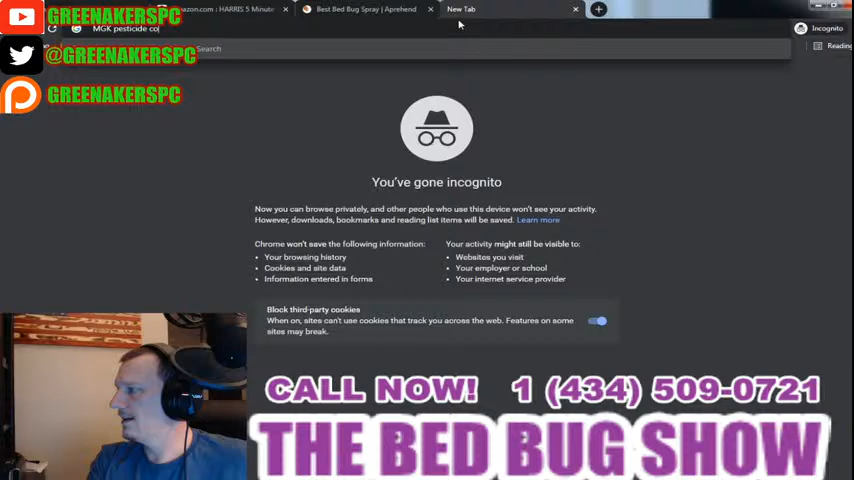 azon.com : HARRIS 5 Minute
Best Bed Bug Spray | Aprehend
New Tab
MGK pesticide co
Incognito
Search
Reading
GREENAKERSPC
@GREENAKERSPC
GREENAKERSPC
You've gone incognito
Now you can browse privately, and other people who use this device won't see your activity.
However, downloads, bookmarks and reading list items will be saved. Learn more
Chrome won't save the following information:
• Your browsing history
• Cookies and site data
• Information entered in forms
Your activity might still be visible to:
• Websites you visit
• Your employer or school
• Your internet service provider
Block third-party cookies
When on, sites can't use cookies that track you across the web. Features on some
sites may break.
CALL NOW! 1 (434) 509-0721
THE BED BUG SHOW